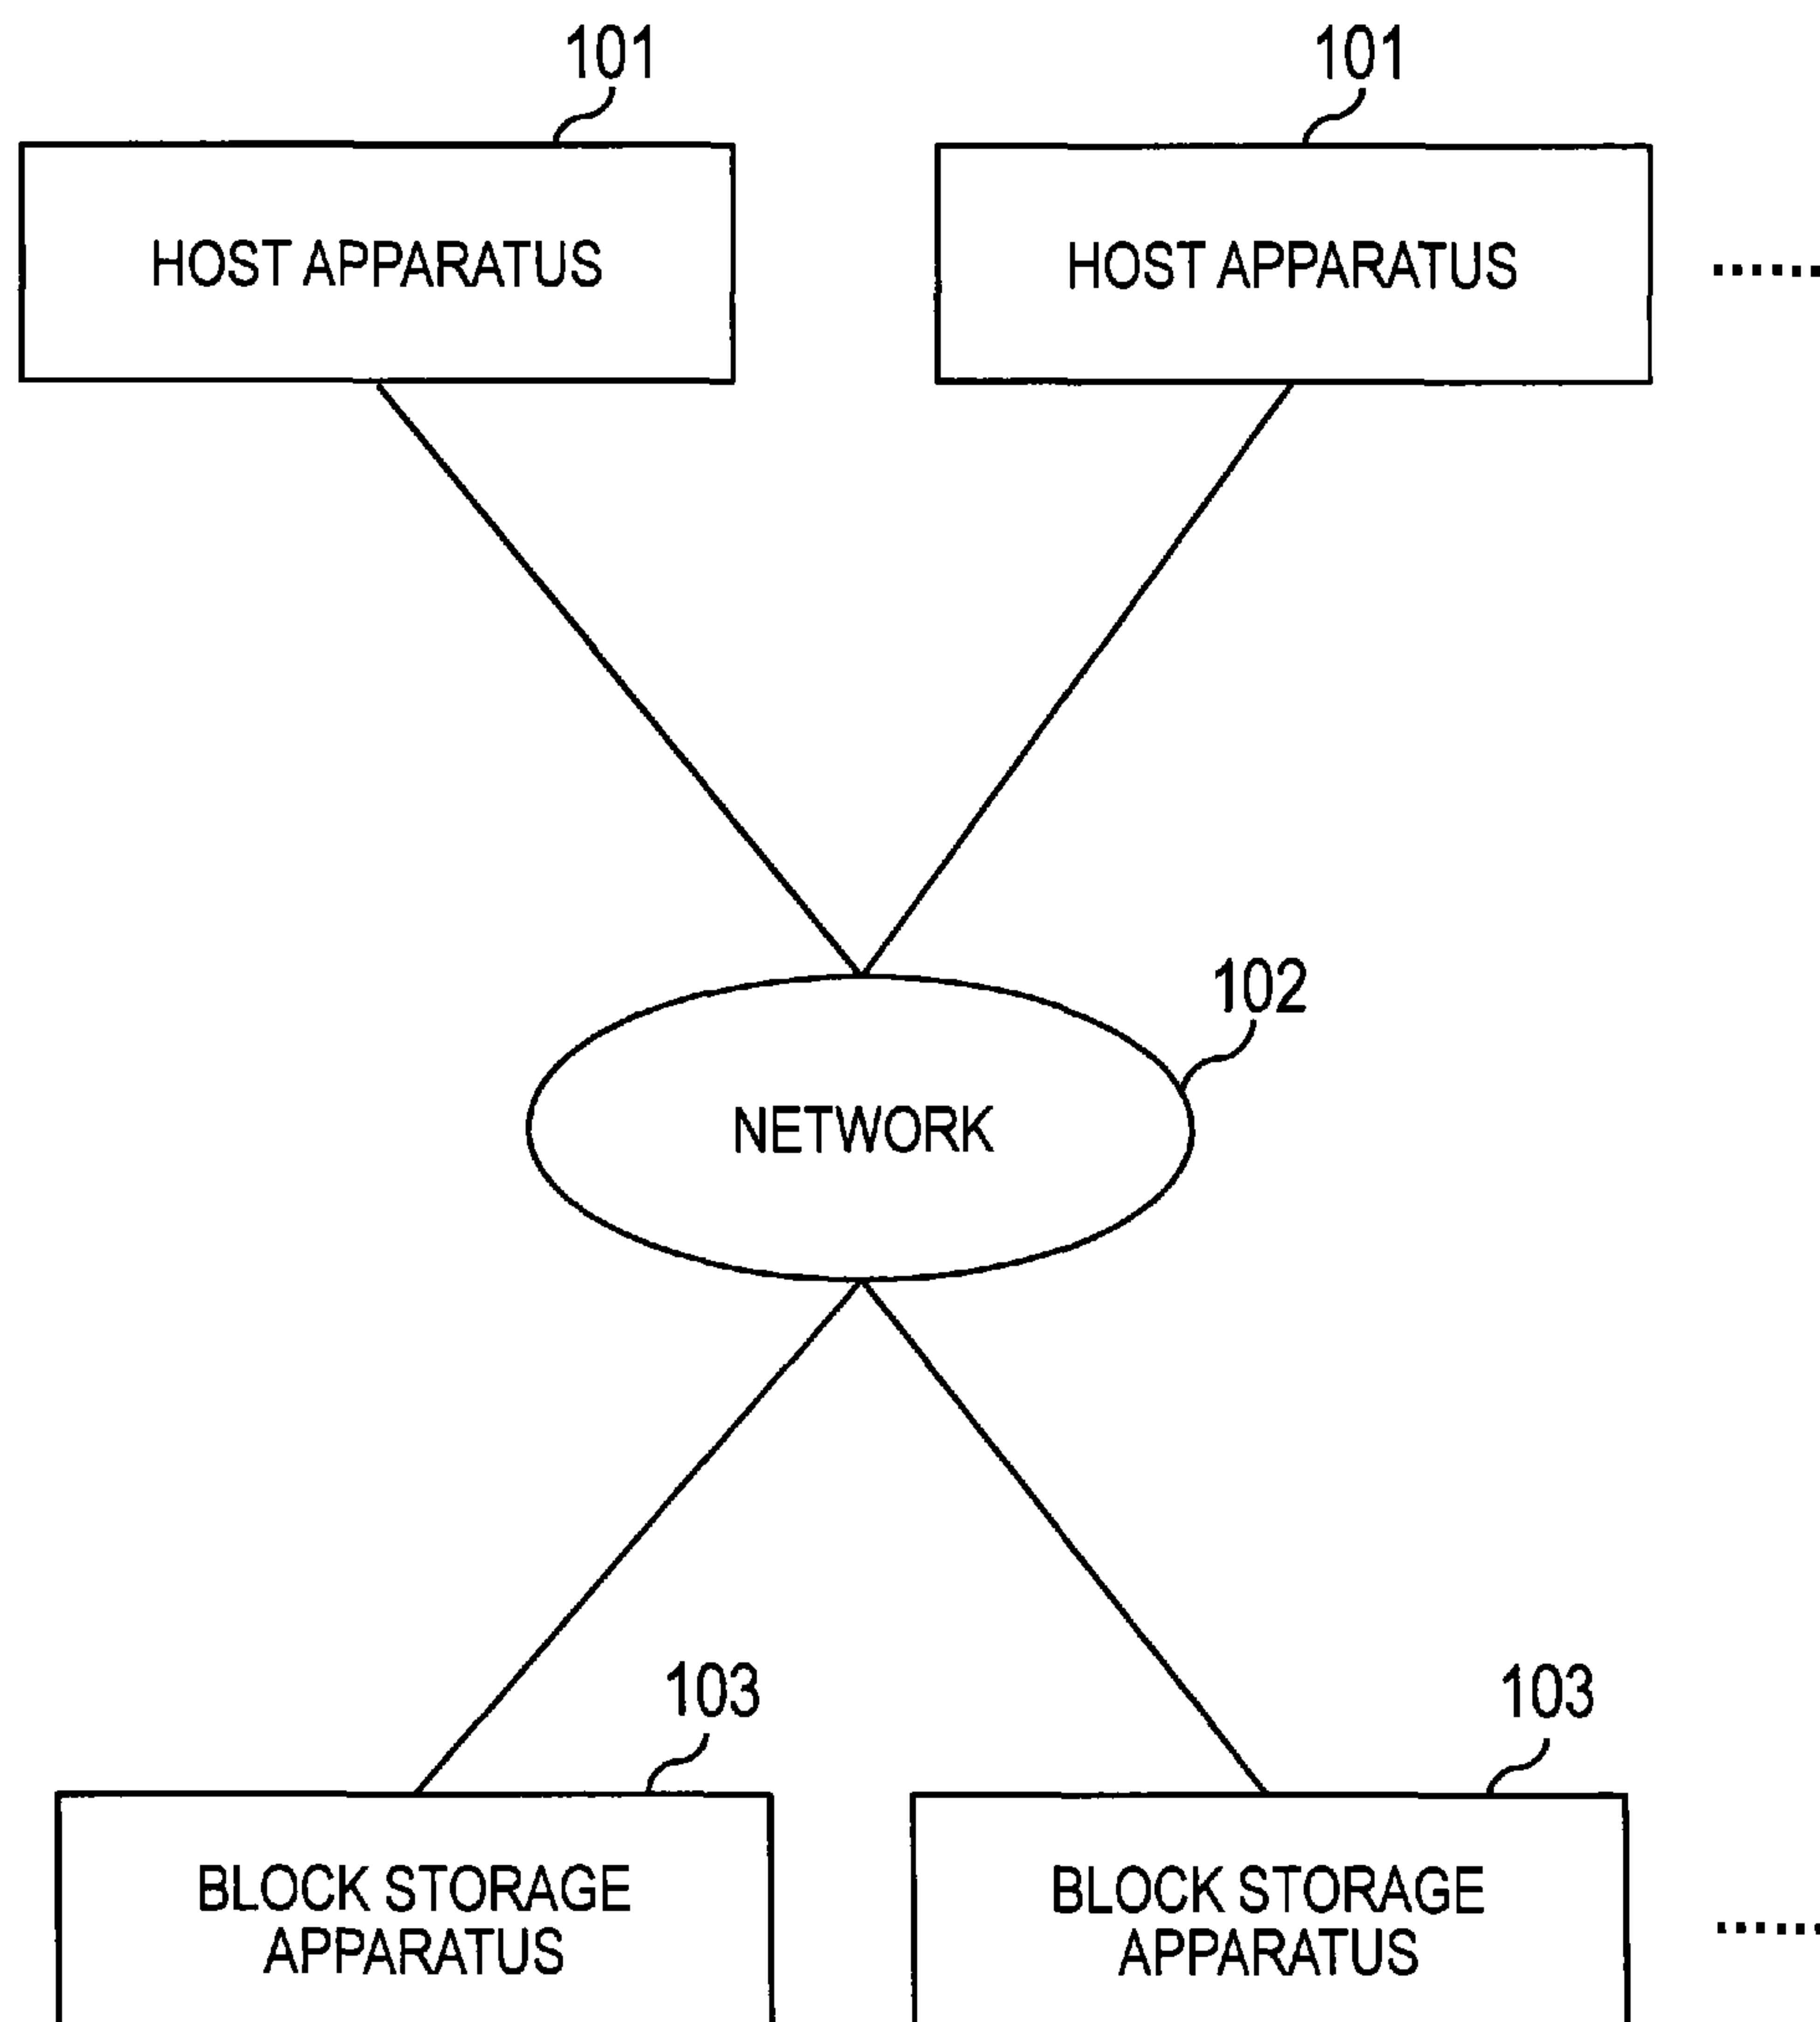 101
101
HOST APPARATUS
HOST APPARATUS
102
NETWORK
103
103
BLOCK STORAGE
APPARATUS
BLOCK STORAGE
APPARATUS